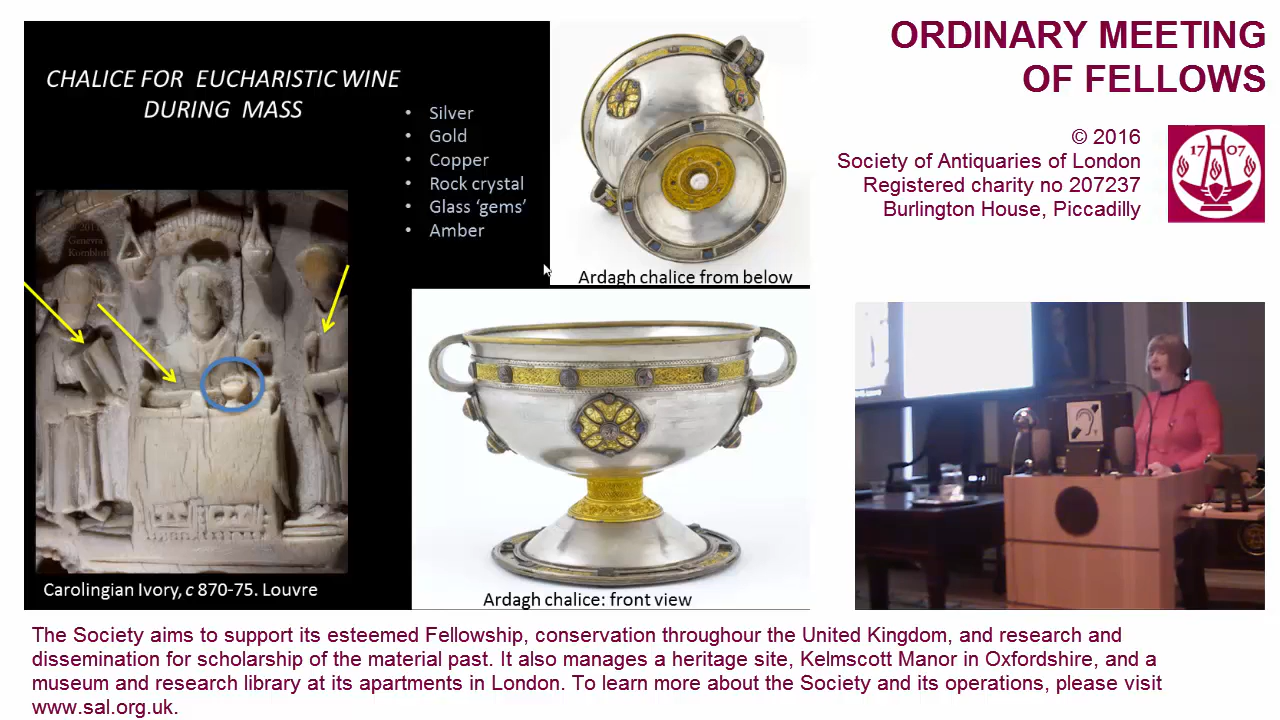 CHALICE FOR EUCHARISTIC WINE
DURING MASS
• Silver
• Gold
• Copper
• Rock crystal
• Glass ‘gems’
• Amber
Genevra
Ardagh chalice from below
Carolingian Ivory, c 870-75. Louvre
Ardagh chalice: front view
ORDINARY MEETING
OF FELLOWS
© 2016
Society of Antiquaries of London
Registered charity no 207237
Burlington House, Piccadilly
17 07
The Society aims to support its esteemed Fellowship, conservation throughour the United Kingdom, and research and
dissemination for scholarship of the material past. It also manages a heritage site, Kelmscott Manor in Oxfordshire, and a
museum and research library at its apartments in London. To learn more about the Society and its operations, please visit
www.sal.org.uk.